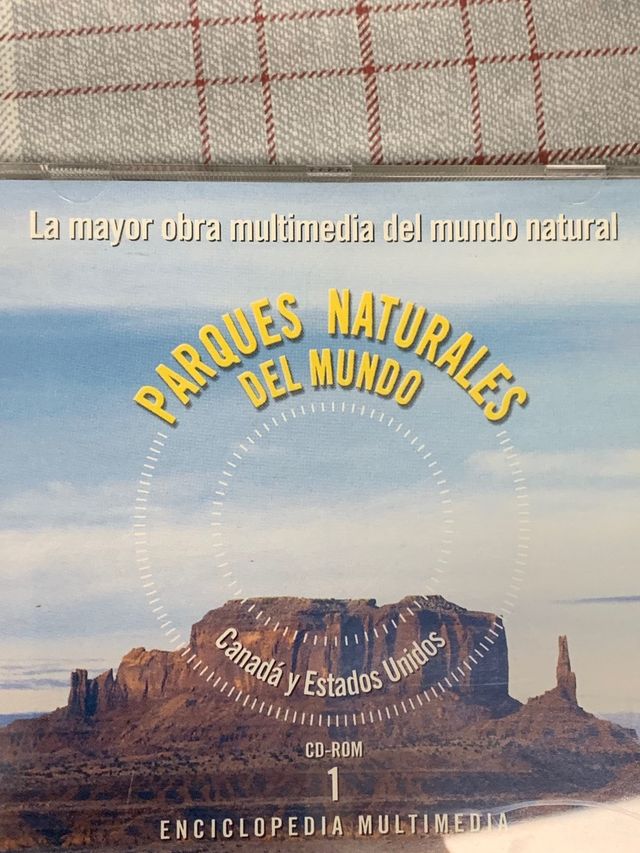 La mayor obra multimedia del mundo natural
PARQUES NATURALES
DEL MUNDO
Canadá y Estados Unidos
CD-ROM
1
ENCICLOPEDIA MULTIMEDIA